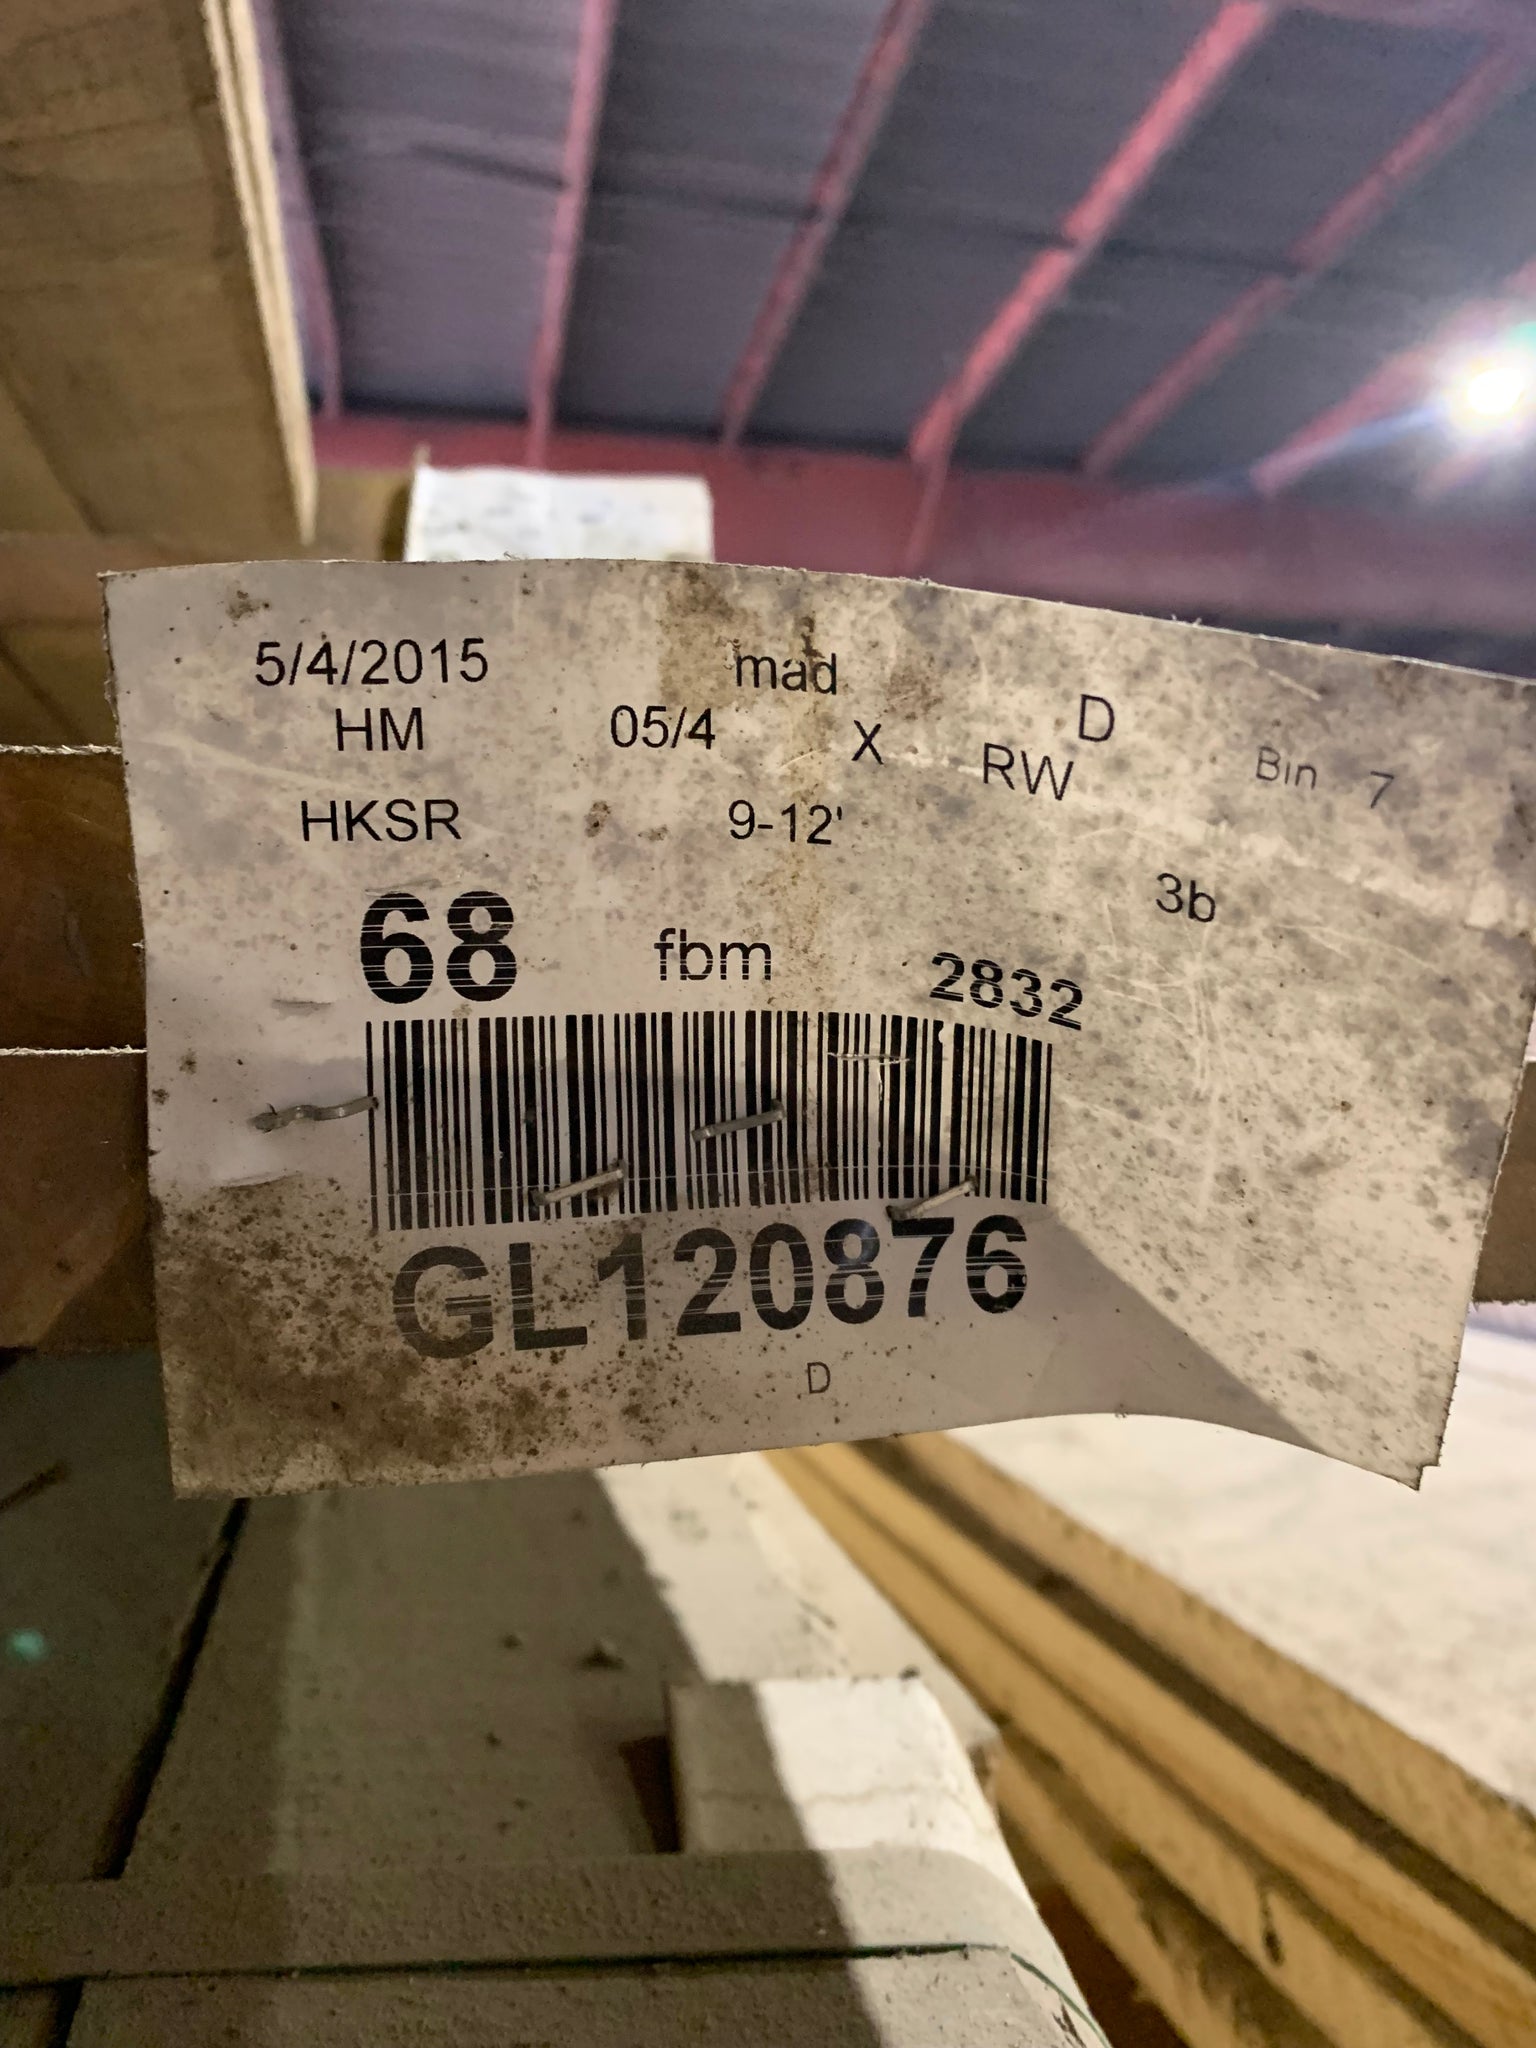 5/4/2015 mad D
HM 05/4 X RW Bin 7
HKSR 9-12'
3b
68 fbm 2832
GL120876
D